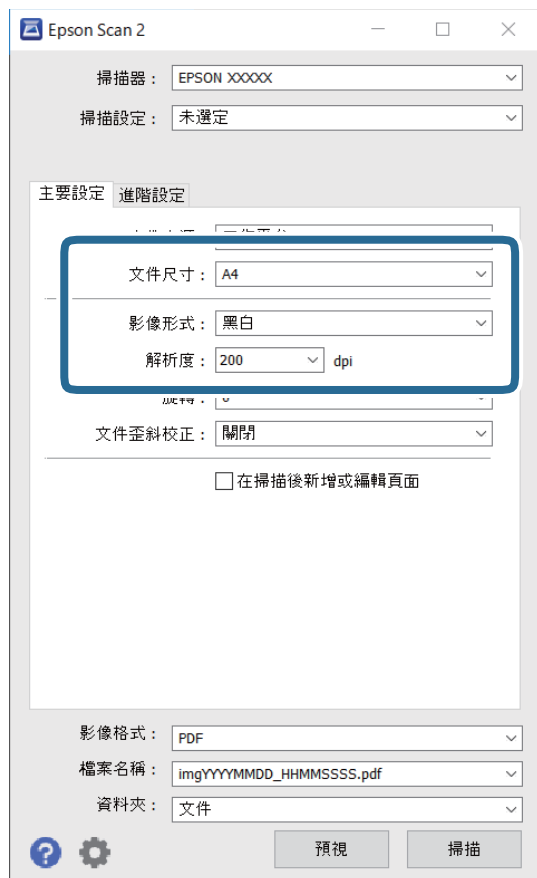 Epson Scan 2
掃描器： EPSON XXXXX
掃描設定： 未選定
主要設定 進階設定
文件尺寸： A4
影像形式： 黑白
解析度： 200 dpi
文件歪斜校正： 關閉
在掃描後新增或編輯頁面
影像格式： PDF
檔案名稱： imgYYYYMMDD_HHMMSSSS.pdf
資料夾： 文件
預視 掃描